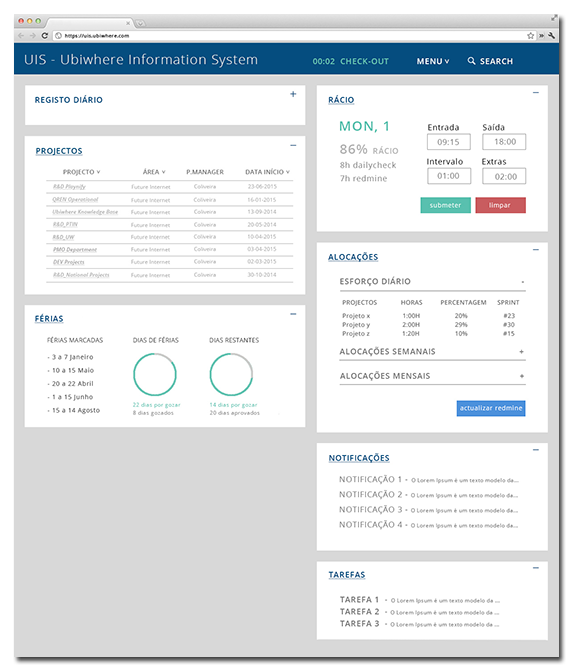 https://uis.ubiwhere.com
UIS - Ubiwhere Information System
00:02 CHECK-OUT
MENU v
SEARCH
REGISTO DIÁRIO +
PROJECTOS –
PROJECTO v ÁREA v P.MANAGER DATA INÍCIO v
R&D Playnify Future Internet Coliveira 23-06-2015
QREN Operational Future Internet Coliveira 16-01-2015
Ubiwhere Knowledge Base Future Internet Coliveira 13-09-2014
R&D_PTIN Future Internet Coliveira 20-05-2014
R&D_UW Future Internet Coliveira 10-04-2015
PMO Department Future Internet Coliveira 03-04-2015
DEV Projects Future Internet Coliveira 02-03-2015
R&D_National Projects Future Internet Coliveira 30-10-2014
FÉRIAS –
FÉRIAS MARCADAS DIAS DE FÉRIAS DIAS RESTANTES
- 3 a 7 Janeiro
- 10 a 15 Maio
- 20 a 22 Abril
- 1 a 15 Junho
- 15 a 14 Agosto
22 dias por gozar 14 dias por gozar
8 dias gozados 20 dias aprovados
RÁCIO –
MON, 1
86% RÁCIO
8h dailycheck
7h redmine
Entrada Saída
09:15 18:00
Intervalo Extras
01:00 02:00
submeter limpar
ALOCAÇÕES –
ESFORÇO DIÁRIO -
PROJECTOS HORAS PERCENTAGEM SPRINT
Projeto x 1:00H 20% #23
Projeto y 2:00H 29% #30
Projeto z 1:20H 10% #15
ALOCAÇÕES SEMANAIS +
ALOCAÇÕES MENSAIS +
actualizar redmine
NOTIFICAÇÕES –
NOTIFICAÇÃO 1 • O Lorem Ipsum é um texto modelo da...
NOTIFICAÇÃO 2 • O Lorem Ipsum é um texto modelo da...
NOTIFICAÇÃO 3 • O Lorem Ipsum é um texto modelo da...
NOTIFICAÇÃO 4 • O Lorem Ipsum é um texto modelo da...
TAREFAS –
TAREFA 1 • O Lorem Ipsum é um texto modelo da ...
TAREFA 2 • O Lorem Ipsum é um texto modelo da ...
TAREFA 3 • O Lorem Ipsum é um texto modelo da ...